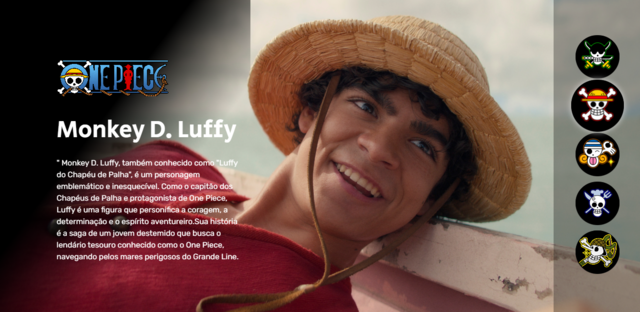 ONE PIECE
Monkey D. Luffy
" Monkey D. Luffy, também conhecido como "Luffy
do Chapéu de Palha", é um personagem
emblemático e inesquecível. Como o capitão dos
Chapéus de Palha e protagonista de One Piece,
Luffy é uma figura que personifica a coragem, a
determinação e o espírito aventureiro.Sua história
é a saga de um jovem destemido que busca o
lendário tesouro conhecido como o One Piece,
navegando pelos mares perigosos do Grande Line.